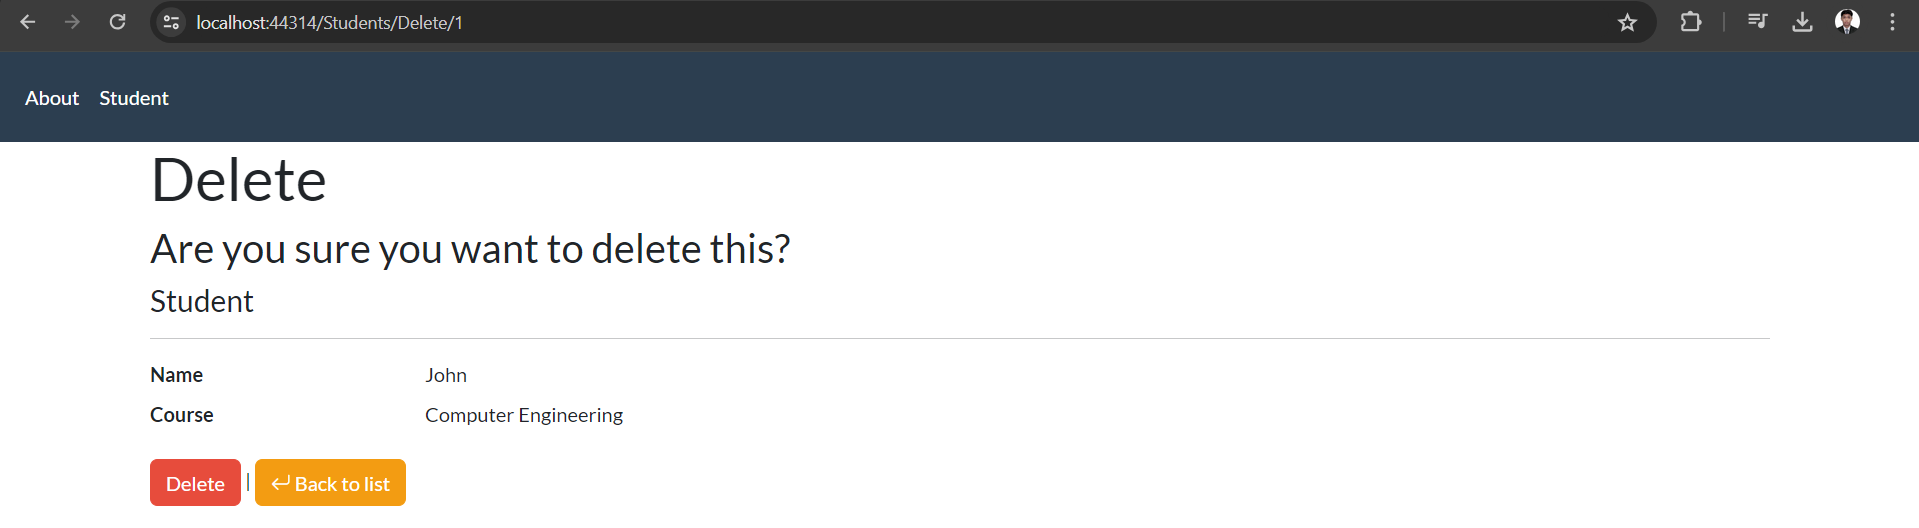 localhost:44314/Students/Delete/1
About Student
Delete
Are you sure you want to delete this?
Student
Name John
Course Computer Engineering
Delete | Back to list